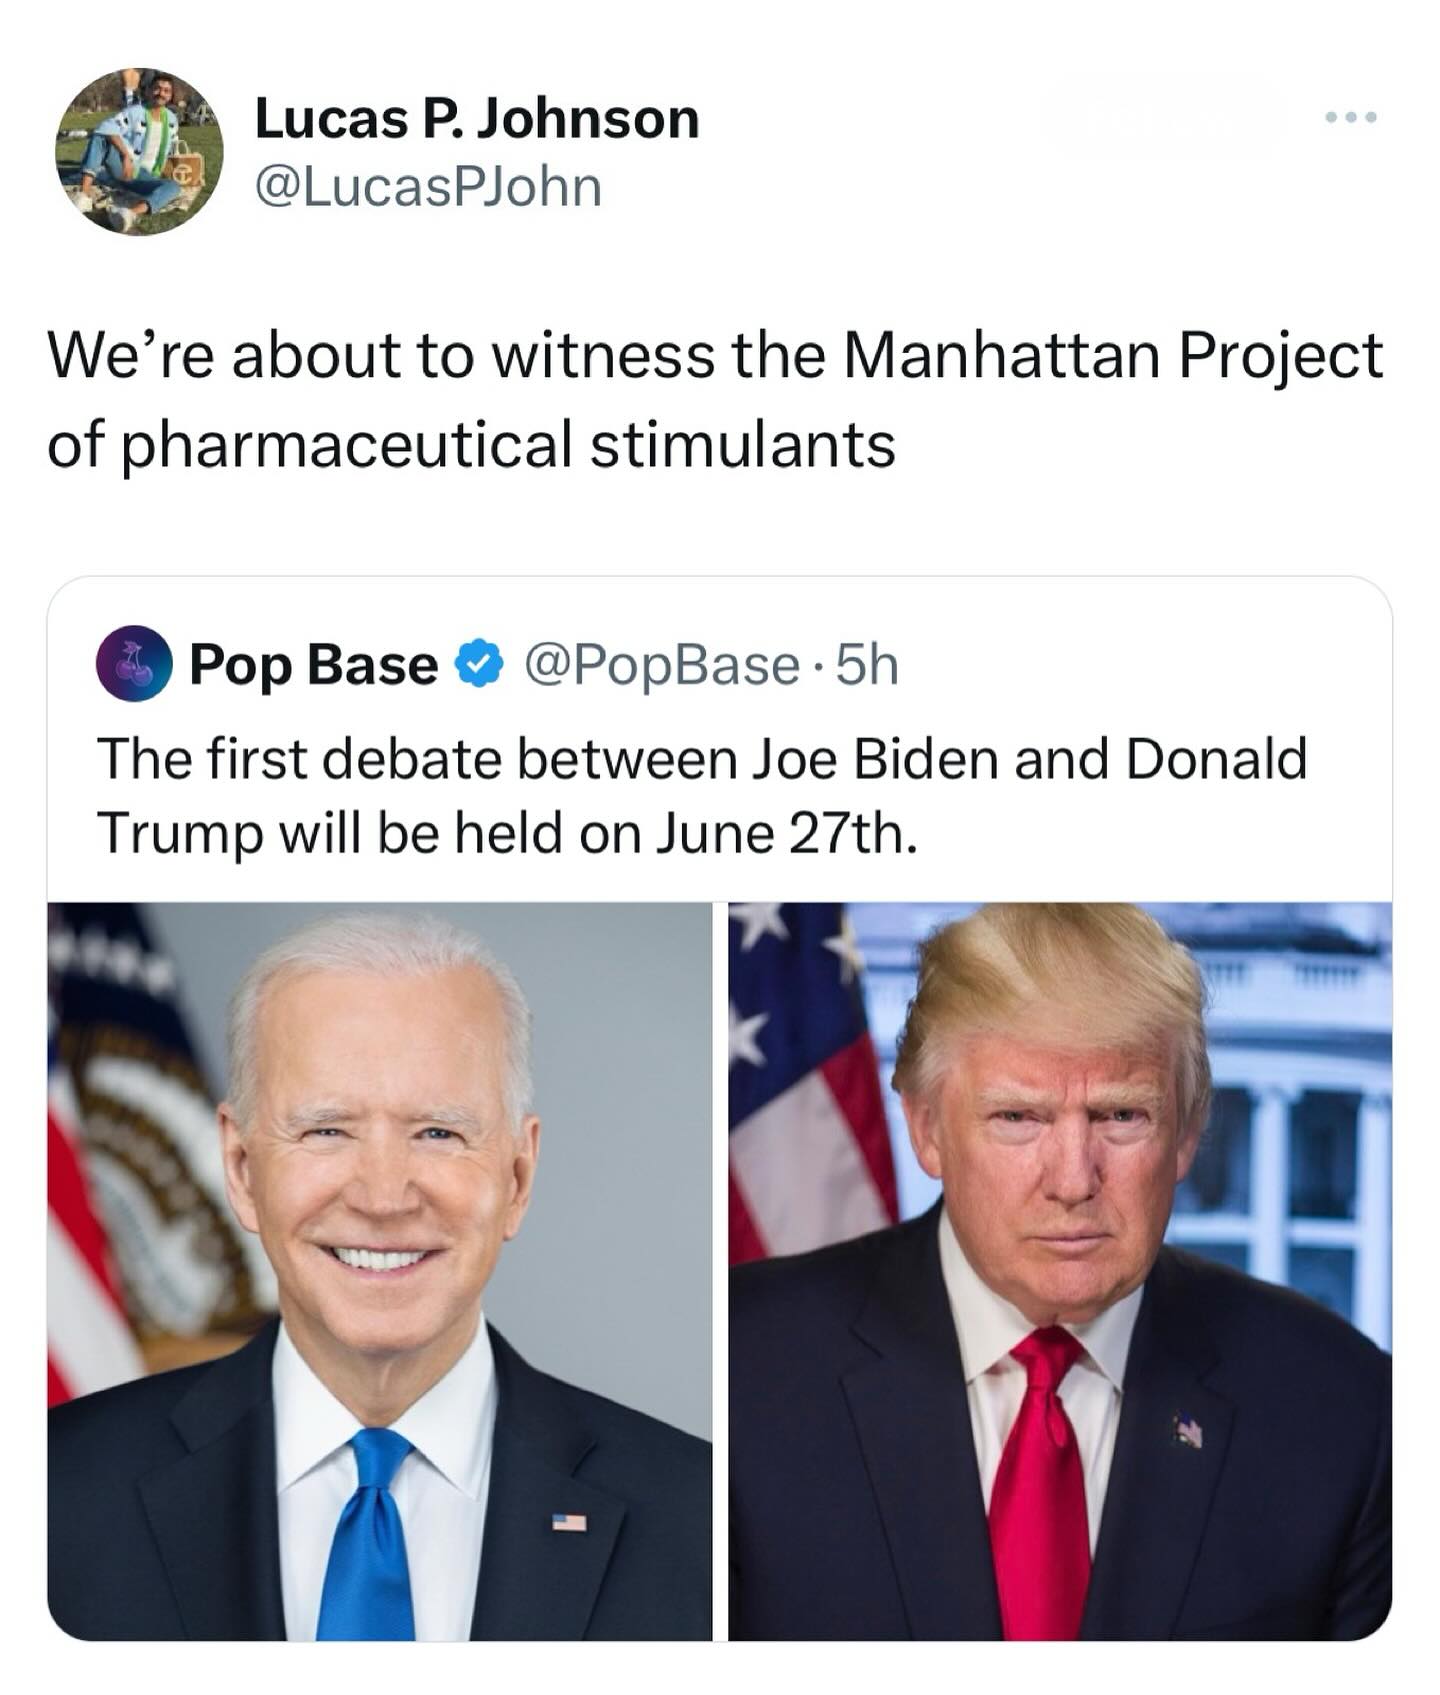 Lucas P. Johnson
@LucasPJohn
We’re about to witness the Manhattan Project
of pharmaceutical stimulants
Pop Base @PopBase · 5h
The first debate between Joe Biden and Donald
Trump will be held on June 27th.